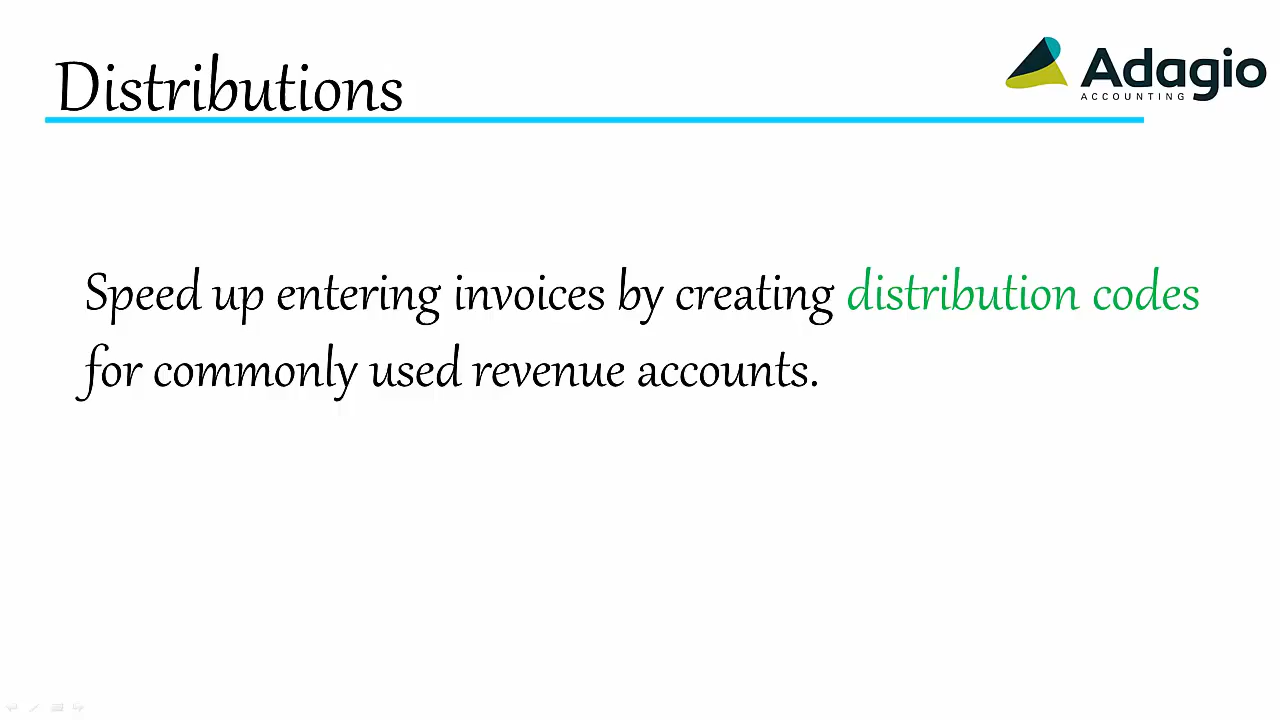 Distributions
Adagio
ACCOUNTING
Speed up entering invoices by creating distribution codes
for commonly used revenue accounts.